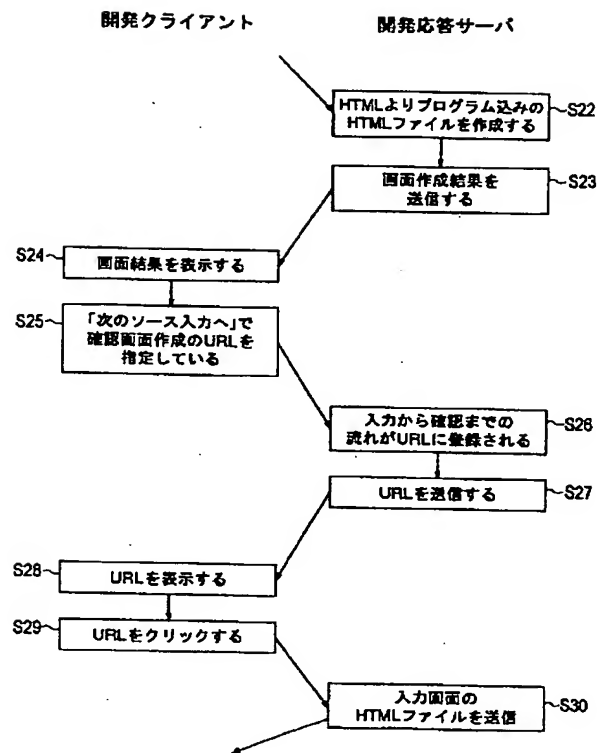 開発クライアント
開発応答サーバ
HTMLよりプログラム込みの
HTMLファイルを作成する
S22
画面作成結果を
送信する
S23
S24
画面結果を表示する
S25
「次のソース入力へ」で
確認画面作成のURLを
指定している
入力から確認までの
流れがURLに登録される
S26
URLを送信する
S27
S28
URLを表示する
S29
URLをクリックする
入力画面の
HTMLファイルを送信
S30